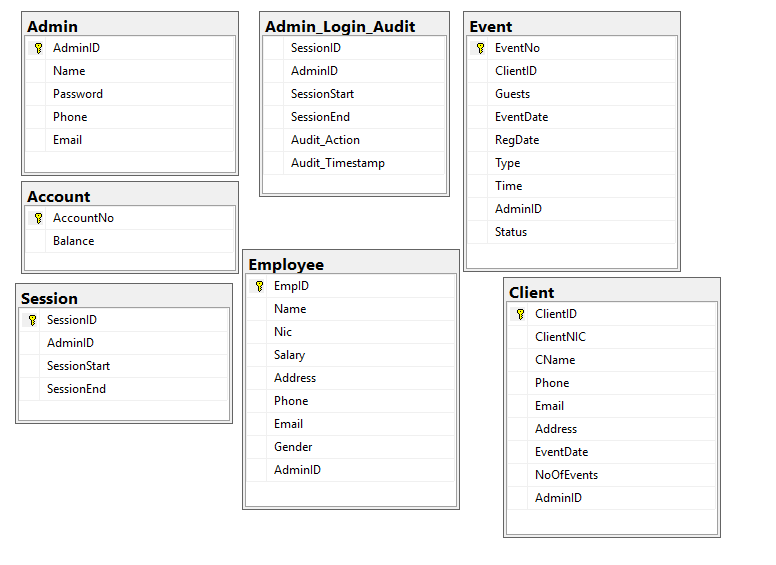 Admin
AdminID
Name
Password
Phone
Email
Admin_Login_Audit
SessionID
AdminID
SessionStart
SessionEnd
Audit_Action
Audit_Timestamp
Event
EventNo
ClientID
Guests
EventDate
RegDate
Type
Time
AdminID
Status
Account
AccountNo
Balance
Session
SessionID
AdminID
SessionStart
SessionEnd
Employee
EmpID
Name
Nic
Salary
Address
Phone
Email
Gender
AdminID
Client
ClientID
ClientNIC
CName
Phone
Email
Address
EventDate
NoOfEvents
AdminID